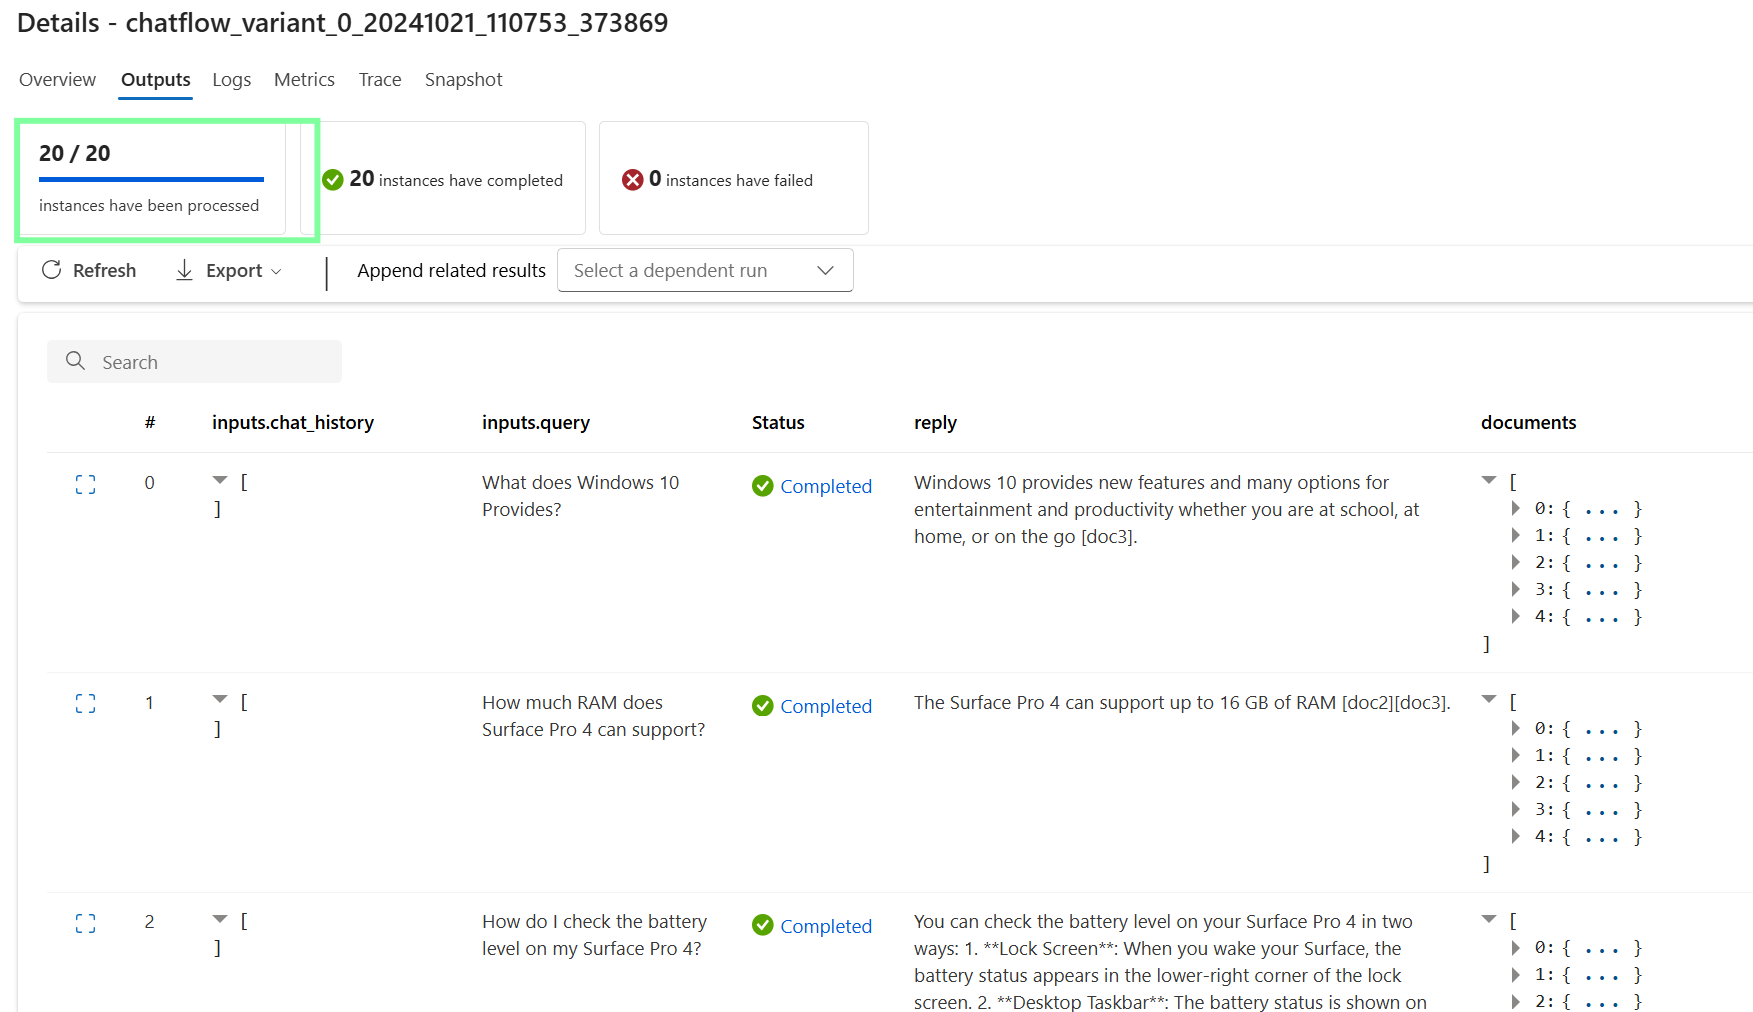 Details - chatflow_variant_0_20241021_110753_373869
Overview Outputs Logs Metrics Trace Snapshot
20 / 20
instances have been processed
20 instances have completed
0 instances have failed
Refresh Export Append related results Select a dependent run
Search
# inputs.chat_history inputs.query Status reply documents
0
[
]
What does Windows 10
Provides?
Completed
Windows 10 provides new features and many options for
entertainment and productivity whether you are at school, at
home, or on the go [doc3].
[
0: { ... }
1: { ... }
2: { ... }
3: { ... }
4: { ... }
]
1
[
]
How much RAM does
Surface Pro 4 can support?
Completed
The Surface Pro 4 can support up to 16 GB of RAM [doc2][doc3].
[
0: { ... }
1: { ... }
2: { ... }
3: { ... }
4: { ... }
]
2
[
]
How do I check the battery
level on my Surface Pro 4?
Completed
You can check the battery level on your Surface Pro 4 in two
ways: 1. **Lock Screen**: When you wake your Surface, the
battery status appears in the lower-right corner of the lock
screen. 2. **Desktop Taskbar**: The battery status is shown on
[
0: { ... }
1: { ... }
2: { ... }